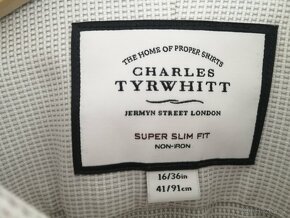 THE HOME OF PROPER SHIRTS
CHARLES
TYRWHITT
JERMYN STREET LONDON
SUPER SLIM FIT
NON-IRON
16/36in
41/91cm